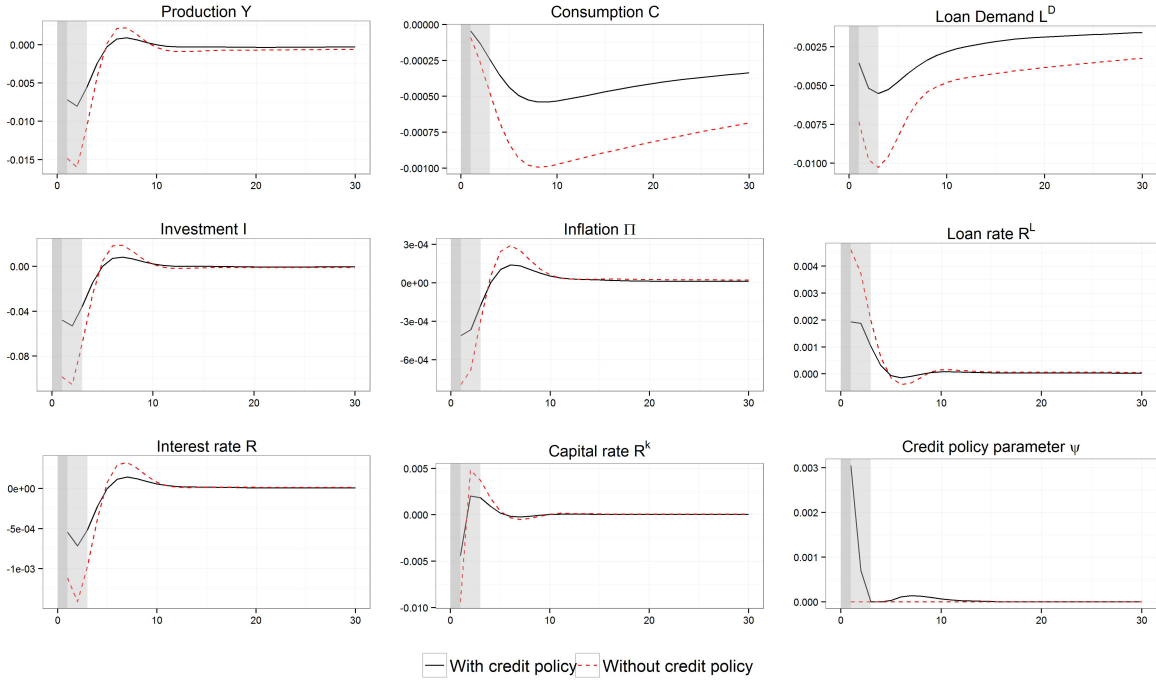 Production Y
0.000
-0.005
-0.010
-0.015
0 10 20 30
Consumption C
0.00000
-0.00025
-0.00050
-0.00075
-0.00100
0 10 20 30
Loan Demand L^D
-0.0025
-0.0050
-0.0075
-0.0100
0 10 20 30
Investment I
0.00
-0.04
-0.08
0 10 20 30
Inflation Π
3e-04
0e+00
-3e-04
-6e-04
0 10 20 30
Loan rate R^L
0.004
0.003
0.002
0.001
0.000
0 10 20 30
Interest rate R
0e+00
-5e-04
-1e-03
0 10 20 30
Capital rate R^k
0.005
0.000
-0.005
-0.010
0 10 20 30
Credit policy parameter ψ
0.003
0.002
0.001
0.000
0 10 20 30
With credit policy Without credit policy